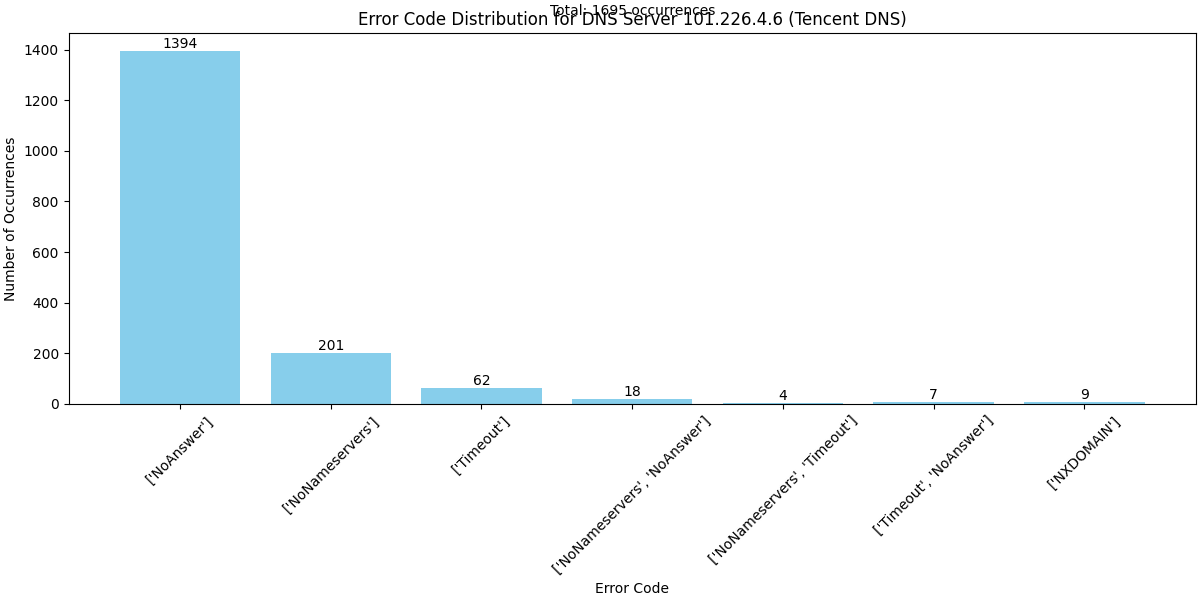 Total: 1695 occurrences
Error Code Distribution for DNS Server 101.226.4.6 (Tencent DNS)
Number of Occurrences
1400
1200
1000
800
600
400
200
0
1394
201
62
18
4
7
9
['NoAnswer']
['NoNameservers']
['Timeout']
['NoNameservers', 'NoAnswer']
['NoNameservers', 'Timeout']
['Timeout', 'NoAnswer']
['NXDOMAIN']
Error Code